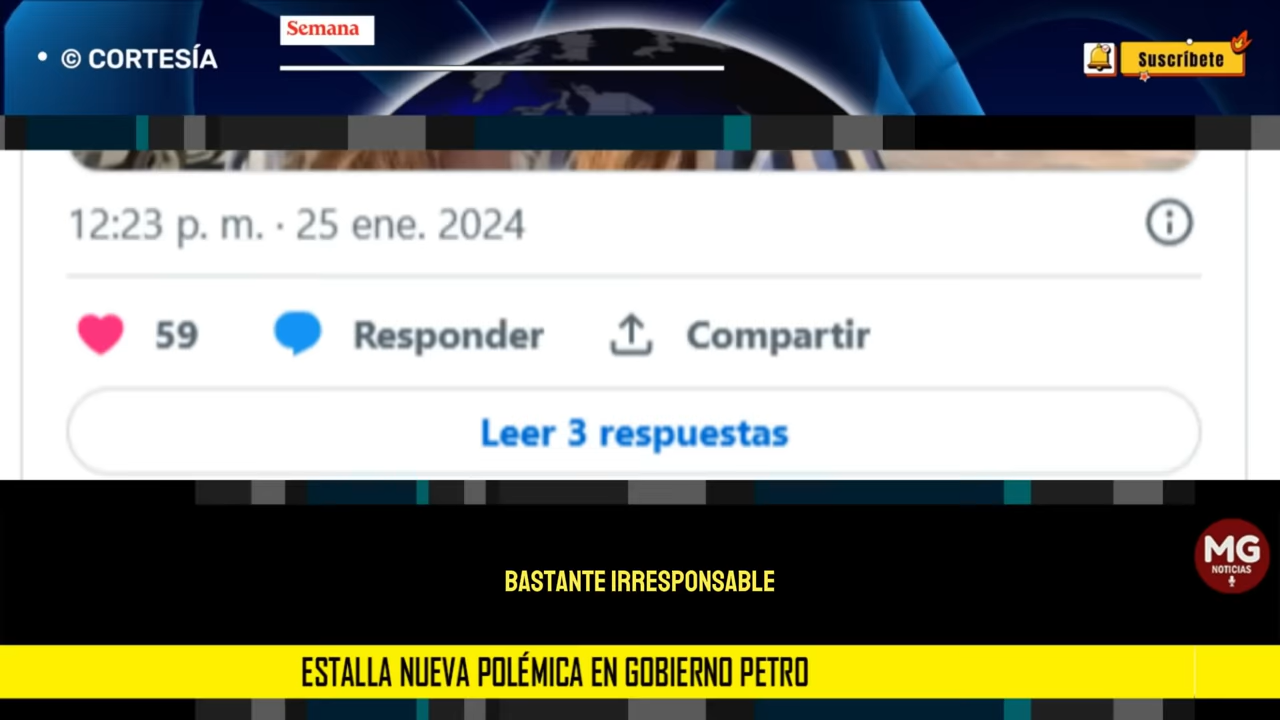 Semana
• © CORTESÍA
Suscríbete
12:23 p. m. · 25 ene. 2024
59 Responder Compartir
Leer 3 respuestas
MG
NOTICIAS
BASTANTE IRRESPONSABLE
ESTALLA NUEVA POLÉMICA EN GOBIERNO PETRO